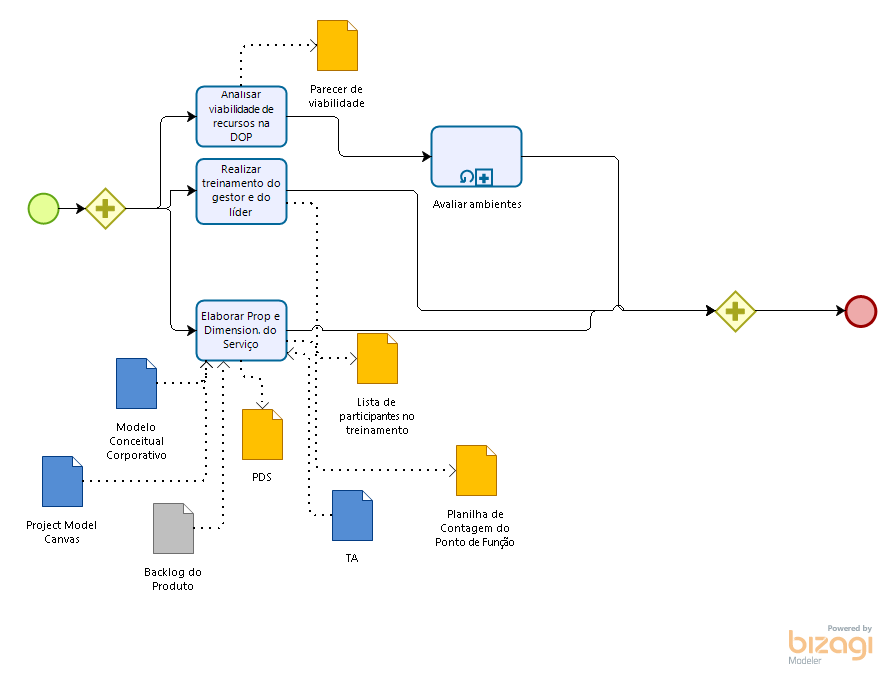 Parecer de
viabilidade
Analisar
viabilidade de
recursos na
DOP
Realizar
treinamento do
gestor e do
líder
Avaliar ambientes
Elaborar Prop e
Dimension. do
Serviço
Modelo
Conceitual
Corporativo
Lista de
participantes no
treinamento
PDS
Project Model
Canvas
Planilha de
Contagem do
Ponto de Função
TA
Backlog do
Produto
Powered by
bizagi
Modeler